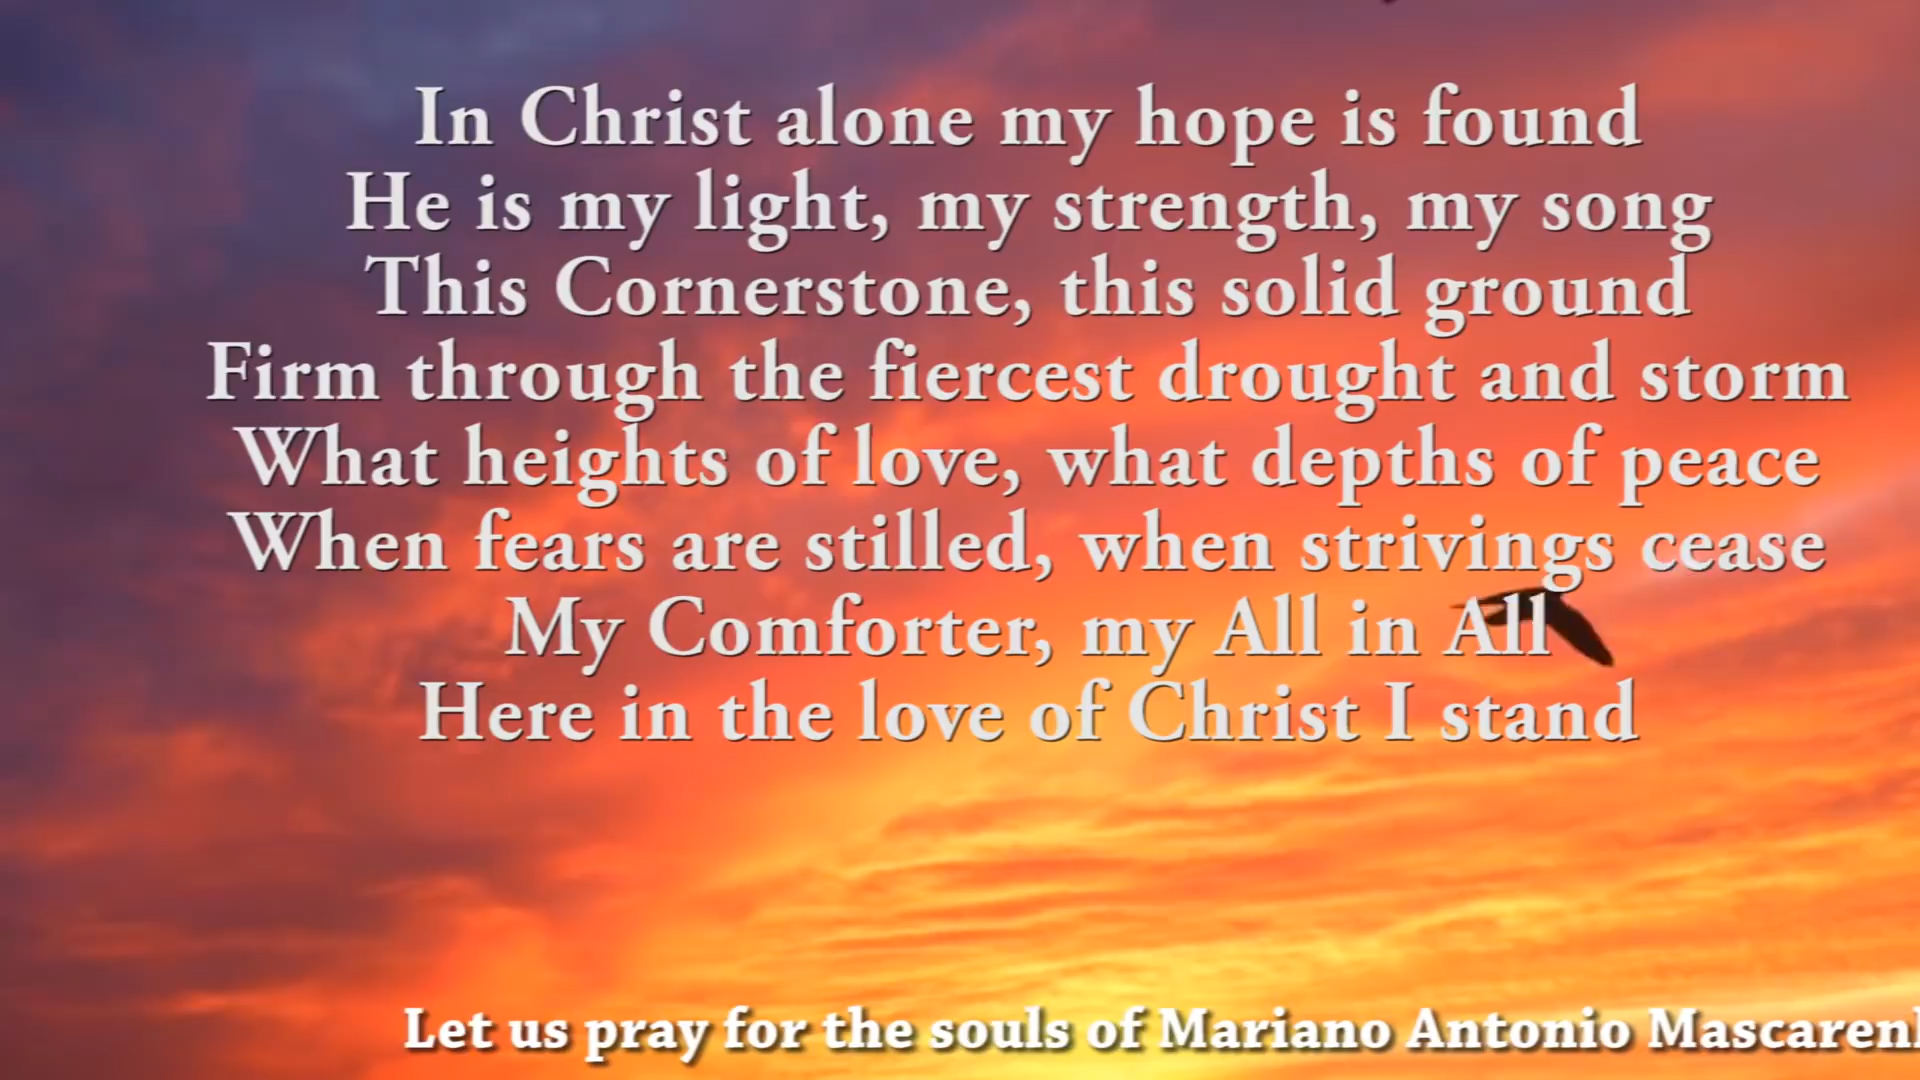 In Christ alone my hope is found
He is my light, my strength, my song
This Cornerstone, this solid ground
Firm through the fiercest drought and storm
What heights of love, what depths of peace
When fears are stilled, when strivings cease
My Comforter, my All in All
Here in the love of Christ I stand
Let us pray for the souls of Mariano Antonio